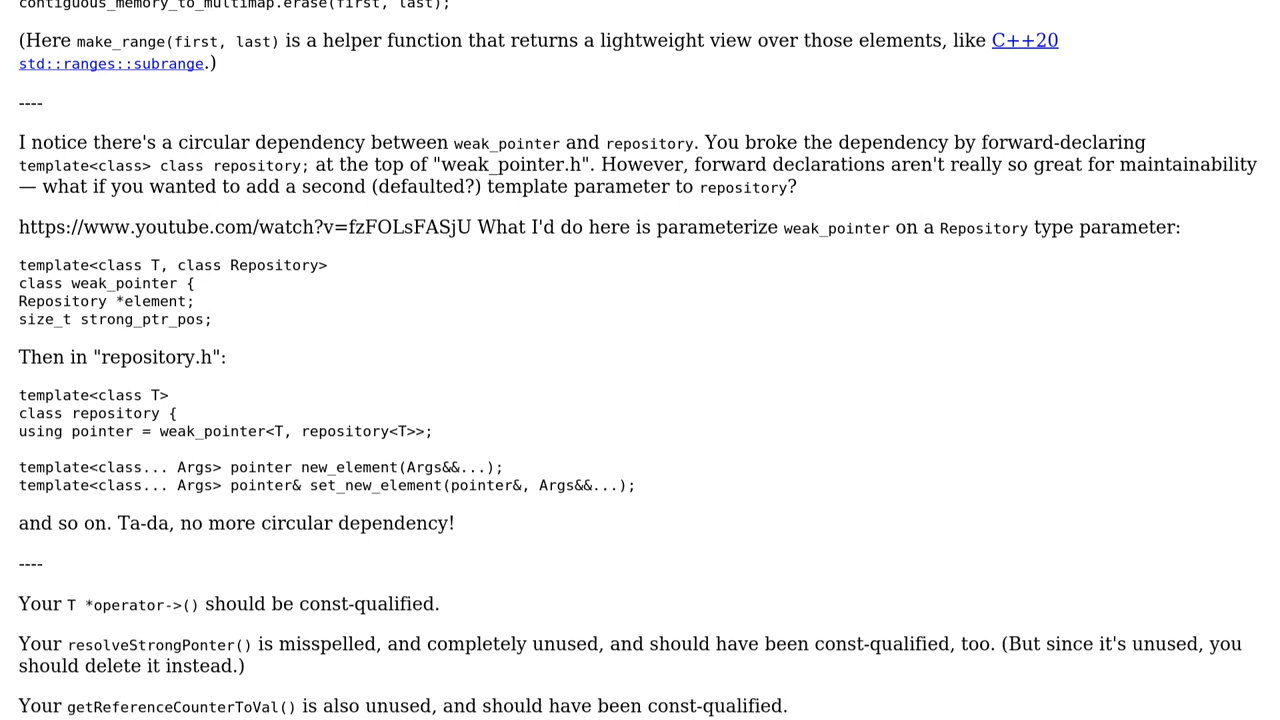 contiguous_memory_to_multimap.erase(first, last);
(Here make_range(first, last) is a helper function that returns a lightweight view over those elements, like C++20
std::ranges::subrange.)
----
I notice there's a circular dependency between weak_pointer and repository. You broke the dependency by forward-declaring
template<class> class repository; at the top of "weak_pointer.h". However, forward declarations aren't really so great for maintainability
— what if you wanted to add a second (defaulted?) template parameter to repository?
https://www.youtube.com/watch?v=fzFOLsFASjU What I'd do here is parameterize weak_pointer on a Repository type parameter:
template<class T, class Repository>
class weak_pointer {
Repository *element;
size_t strong_ptr_pos;
Then in "repository.h":
template<class T>
class repository {
using pointer = weak_pointer<T, repository<T>>;
template<class... Args> pointer new_element(Args&&...);
template<class... Args> pointer& set_new_element(pointer&, Args&&...);
and so on. Ta-da, no more circular dependency!
----
Your T *operator->() should be const-qualified.
Your resolveStrongPonter() is misspelled, and completely unused, and should have been const-qualified, too. (But since it's unused, you
should delete it instead.)
Your getReferenceCounterToVal() is also unused, and should have been const-qualified.